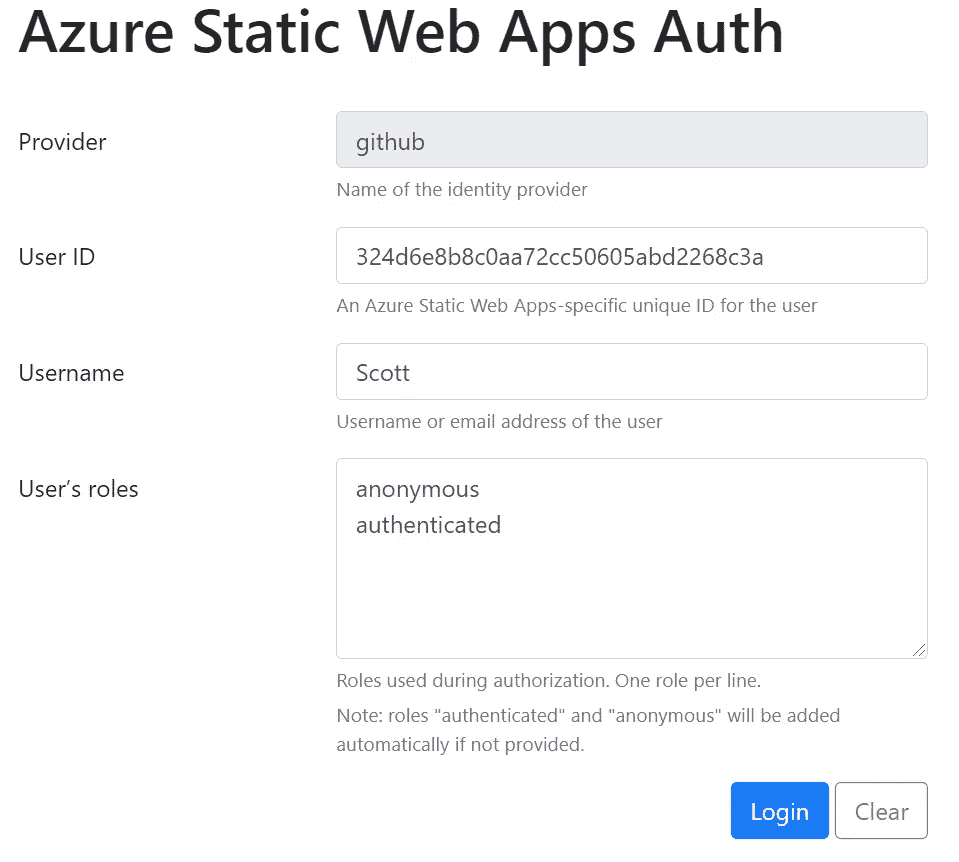 Azure Static Web Apps Auth
Provider
github
Name of the identity provider
User ID
324d6e8b8c0aa72cc50605abd2268c3a
An Azure Static Web Apps-specific unique ID for the user
Username
Scott
Username or email address of the user
User’s roles
anonymous
authenticated
Roles used during authorization. One role per line.
Note: roles "authenticated" and "anonymous" will be added
automatically if not provided.
Login
Clear